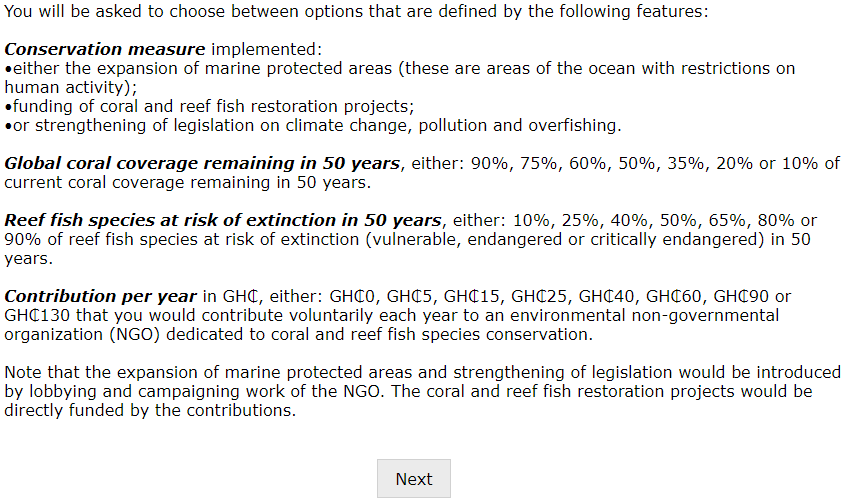 You will be asked to choose between options that are defined by the following features:
Conservation measure implemented:
•either the expansion of marine protected areas (these are areas of the ocean with restrictions on
human activity);
•funding of coral and reef fish restoration projects;
•or strengthening of legislation on climate change, pollution and overfishing.
Global coral coverage remaining in 50 years, either: 90%, 75%, 60%, 50%, 35%, 20% or 10% of
current coral coverage remaining in 50 years.
Reef fish species at risk of extinction in 50 years, either: 10%, 25%, 40%, 50%, 65%, 80% or
90% of reef fish species at risk of extinction (vulnerable, endangered or critically endangered) in 50
years.
Contribution per year in GH₵, either: GH₵0, GH₵5, GH₵15, GH₵25, GH₵40, GH₵60, GH₵90 or
GH₵130 that you would contribute voluntarily each year to an environmental non-governmental
organization (NGO) dedicated to coral and reef fish species conservation.
Note that the expansion of marine protected areas and strengthening of legislation would be introduced
by lobbying and campaigning work of the NGO. The coral and reef fish restoration projects would be
directly funded by the contributions.
Next